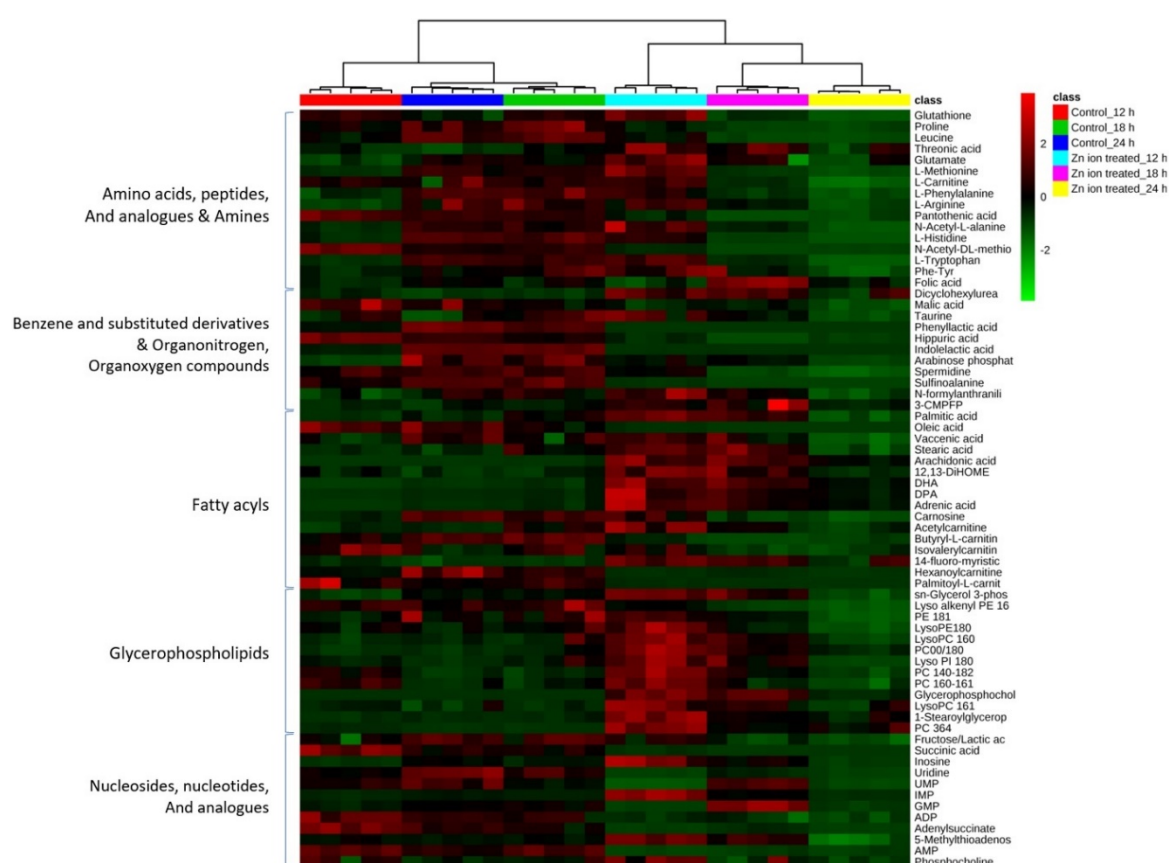 class
Glutathione
Proline
Leucine
Threonic acid
Glutamate
L-Methionine
L-Carnitine
L-Phenylalanine
L-Arginine
Pantothenic acid
N-Acetyl-L-alanine
L-Histidine
N-Acetyl-DL-methio
L-Tryptophan
Phe-Tyr
Folic acid
Dicyclohexylurea
Malic acid
Taurine
Phenyllactic acid
Hippuric acid
Indolelactic acid
Arabinose phosphat
Spermidine
Sulfinoalanine
N-formylanthranili
3-CMPFP
Palmitic acid
Oleic acid
Vaccenic acid
Stearic acid
Arachidonic acid
12,13-DiHOME
DHA
DPA
Adrenic acid
Carnosine
Acetylcarnitine
Butyryl-L-carnitin
Isovalerylcarnitin
14-fluoro-myristic
Hexanoylcarnitine
Palmitoyl-L-carnit
sn-Glycerol 3-phos
Lyso alkenyl PE 16
PE 181
LysoPE180
LysoPC 160
PC00/180
Lyso PI 180
PC 140-182
PC 160-161
Glycerophosphochol
LysoPC 161
1-Stearoylglycerop
PC 364
Fructose/Lactic ac
Succinic acid
Inosine
Uridine
UMP
IMP
GMP
ADP
Adenylsuccinate
5-Methylthioadenos
AMP
Phosphocholine
Amino acids, peptides,
And analogues & Amines
Benzene and substituted derivatives
& Organonitrogen,
Organoxygen compounds
Fatty acyls
Glycerophospholipids
Nucleosides, nucleotides,
And analogues
2
0
-2
class
Control_12 h
Control_18 h
Control_24 h
Zn ion treated_12 h
Zn ion treated_18 h
Zn ion treated_24 h